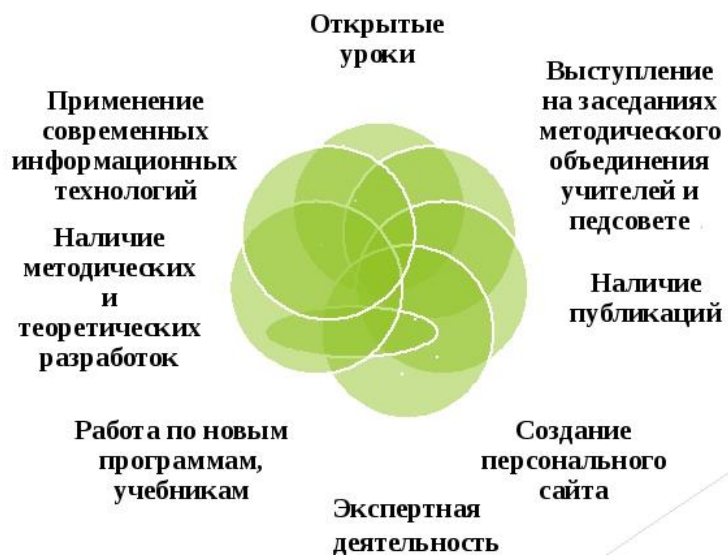 Открытые
уроки
Выступление
на заседаниях
методического
объединения
учителей и
педсовете
Наличие
публикаций
Создание
персонального
сайта
Экспертная
деятельность
Работа по новым
программам,
учебникам
Наличие
методических
и
теоретических
разработок
Применение
современных
информационных
технологий